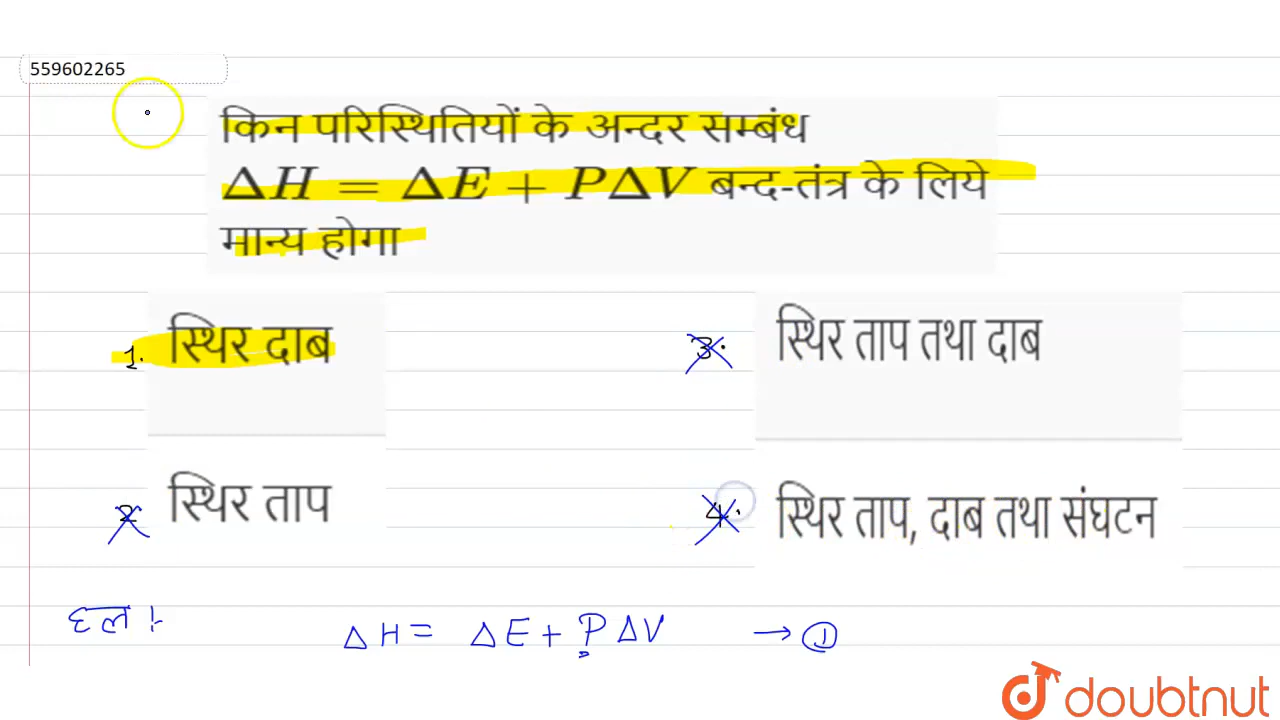 559602265
किन परिस्थितियों के अन्दर सम्बंध
ΔH = ΔE + PΔV बन्द-तंत्र के लिये
मान्य होगा
1. स्थिर दाब
3. स्थिर ताप तथा दाब
2 स्थिर ताप
4. स्थिर ताप, दाब तथा संघटन
हल :-
ΔH = ΔE + PΔV → ①
doubtnut